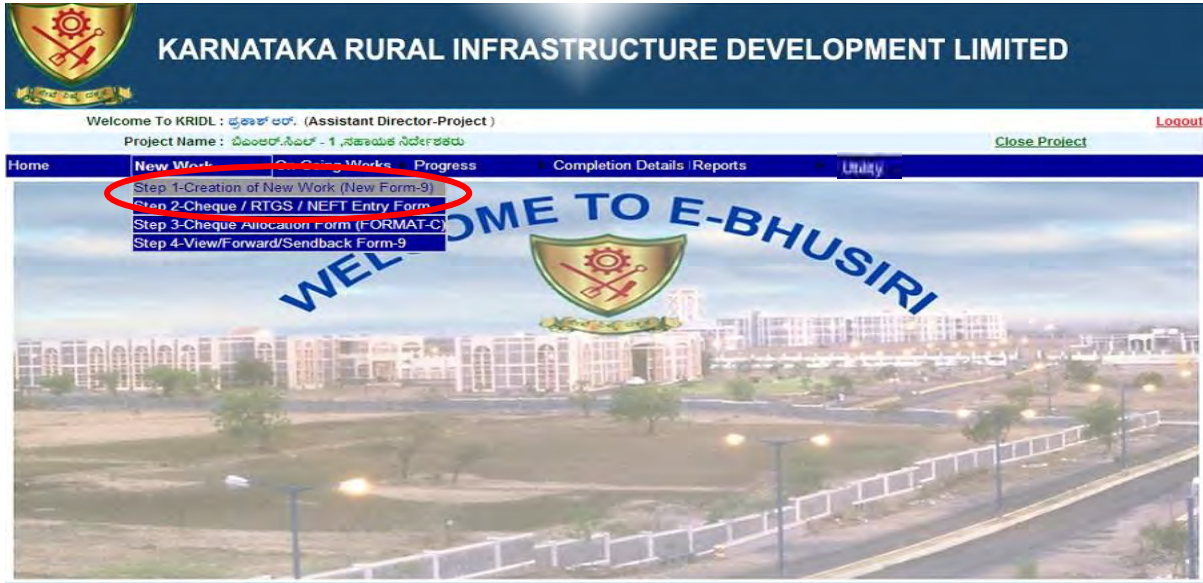 KARNATAKA RURAL INFRASTRUCTURE DEVELOPMENT LIMITED
Welcome To KRIDL : ಪ್ರಕಾಶ್ ಆರ್. (Assistant Director-Project )
Logout
Project Name : ಬಿಎಂಆರ್.ಸಿಎಲ್ - 1 ,ಸಹಾಯಕ ನಿರ್ದೇಶಕರು
Close Project
Home New Work On Going Works Progress Completion Details Reports Utility
Step 1-Creation of New Work (New Form-9)
Step 2-Cheque / RTGS / NEFT Entry Form
Step 3-Cheque Allocation Form (FORMAT-C)
Step 4-View/Forward/Sendback Form-9
WELCOME TO E-BHUSIRI